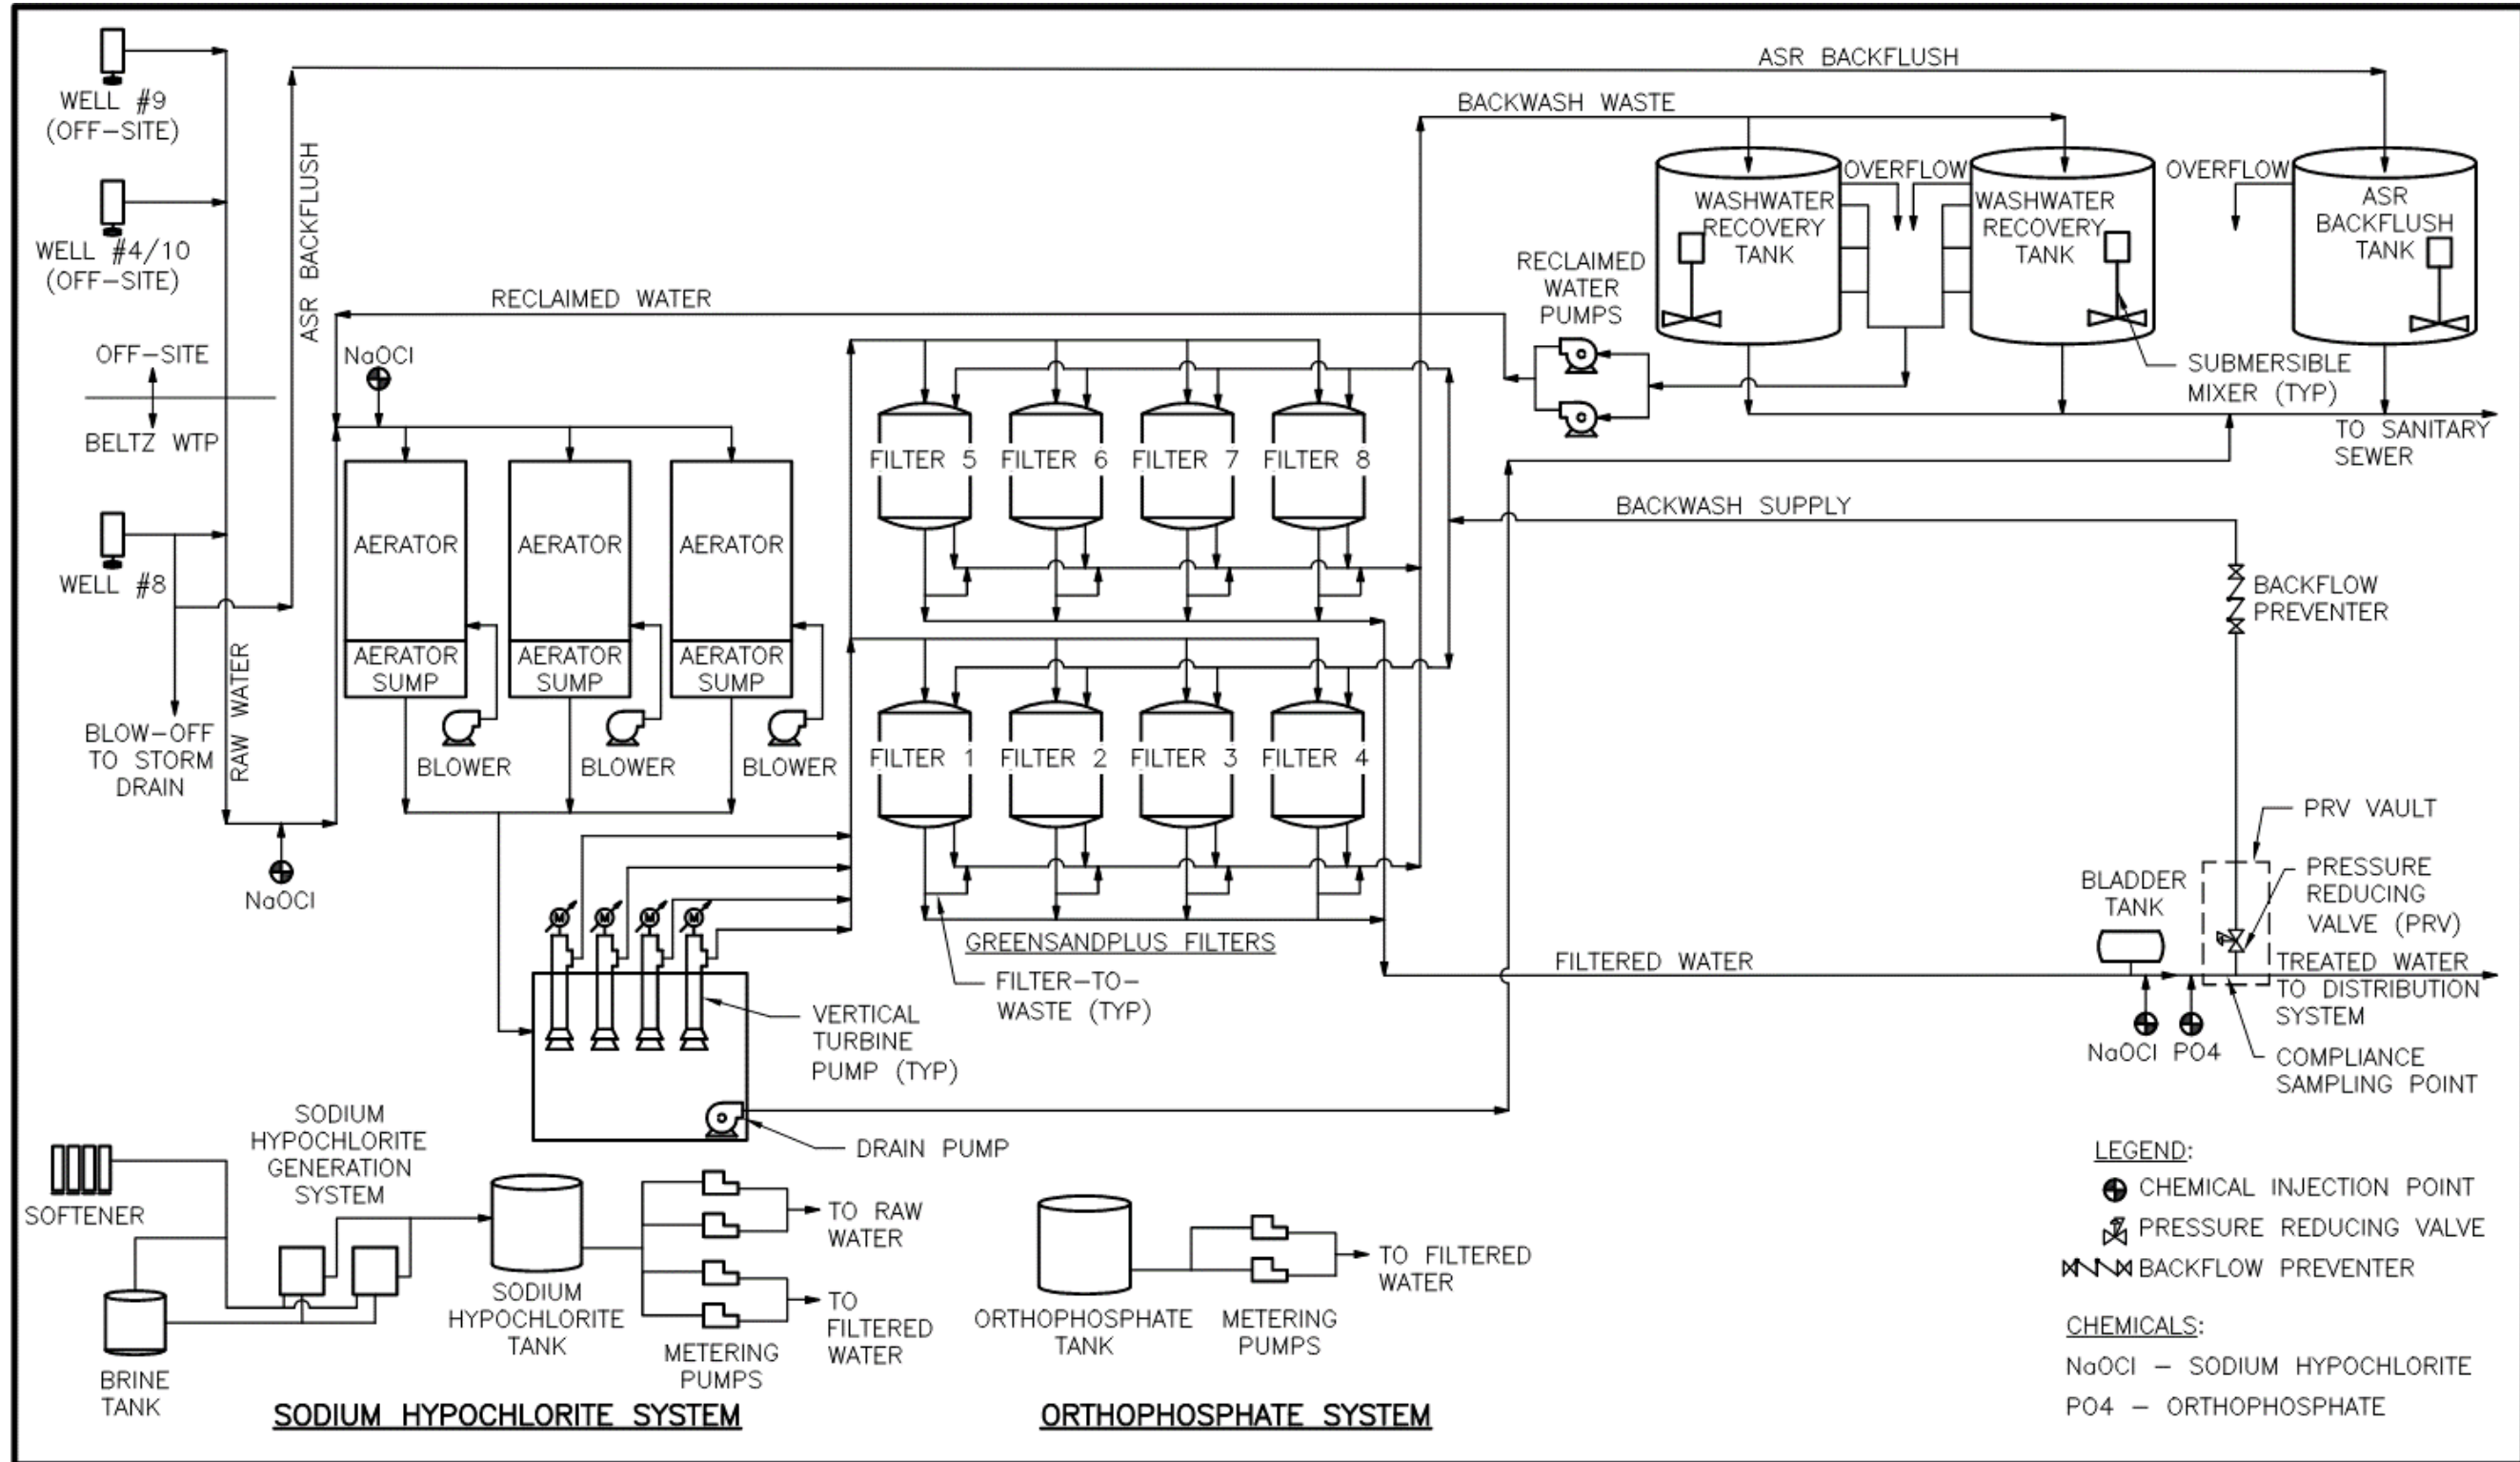 WELL #9
(OFF-SITE)
WELL #4/10
(OFF-SITE)
OFF-SITE
BELTZ WTP
WELL #8
BLOW-OFF
TO STORM
DRAIN
RAW WATER
ASR BACKFLUSH
NaOCl
ASR BACKFLUSH
BACKWASH WASTE
RECLAIMED WATER
NaOCl
AERATOR
AERATOR
AERATOR
AERATOR
SUMP
AERATOR
SUMP
AERATOR
SUMP
BLOWER
BLOWER
BLOWER
FILTER 5
FILTER 6
FILTER 7
FILTER 8
FILTER 1
FILTER 2
FILTER 3
FILTER 4
GREENSANDPLUS FILTERS
FILTER-TO-
WASTE (TYP)
M
M
M
M
VERTICAL
TURBINE
PUMP (TYP)
DRAIN PUMP
RECLAIMED
WATER
PUMPS
WASHWATER
RECOVERY
TANK
OVERFLOW
WASHWATER
RECOVERY
TANK
OVERFLOW
ASR
BACKFLUSH
TANK
SUBMERSIBLE
MIXER (TYP)
TO SANITARY
SEWER
BACKWASH SUPPLY
BACKFLOW
PREVENTER
PRV VAULT
PRESSURE
REDUCING
VALVE (PRV)
BLADDER
TANK
FILTERED WATER
TREATED WATER
TO DISTRIBUTION
SYSTEM
NaOCl
PO4
COMPLIANCE
SAMPLING POINT
SOFTENER
BRINE
TANK
SODIUM
HYPOCHLORITE
GENERATION
SYSTEM
SODIUM
HYPOCHLORITE
TANK
METERING
PUMPS
TO RAW
WATER
TO
FILTERED
WATER
SODIUM HYPOCHLORITE SYSTEM
ORTHOPHOSPHATE
TANK
METERING
PUMPS
TO FILTERED
WATER
ORTHOPHOSPHATE SYSTEM
LEGEND:
CHEMICAL INJECTION POINT
PRESSURE REDUCING VALVE
BACKFLOW PREVENTER
CHEMICALS:
NaOCl - SODIUM HYPOCHLORITE
PO4 - ORTHOPHOSPHATE